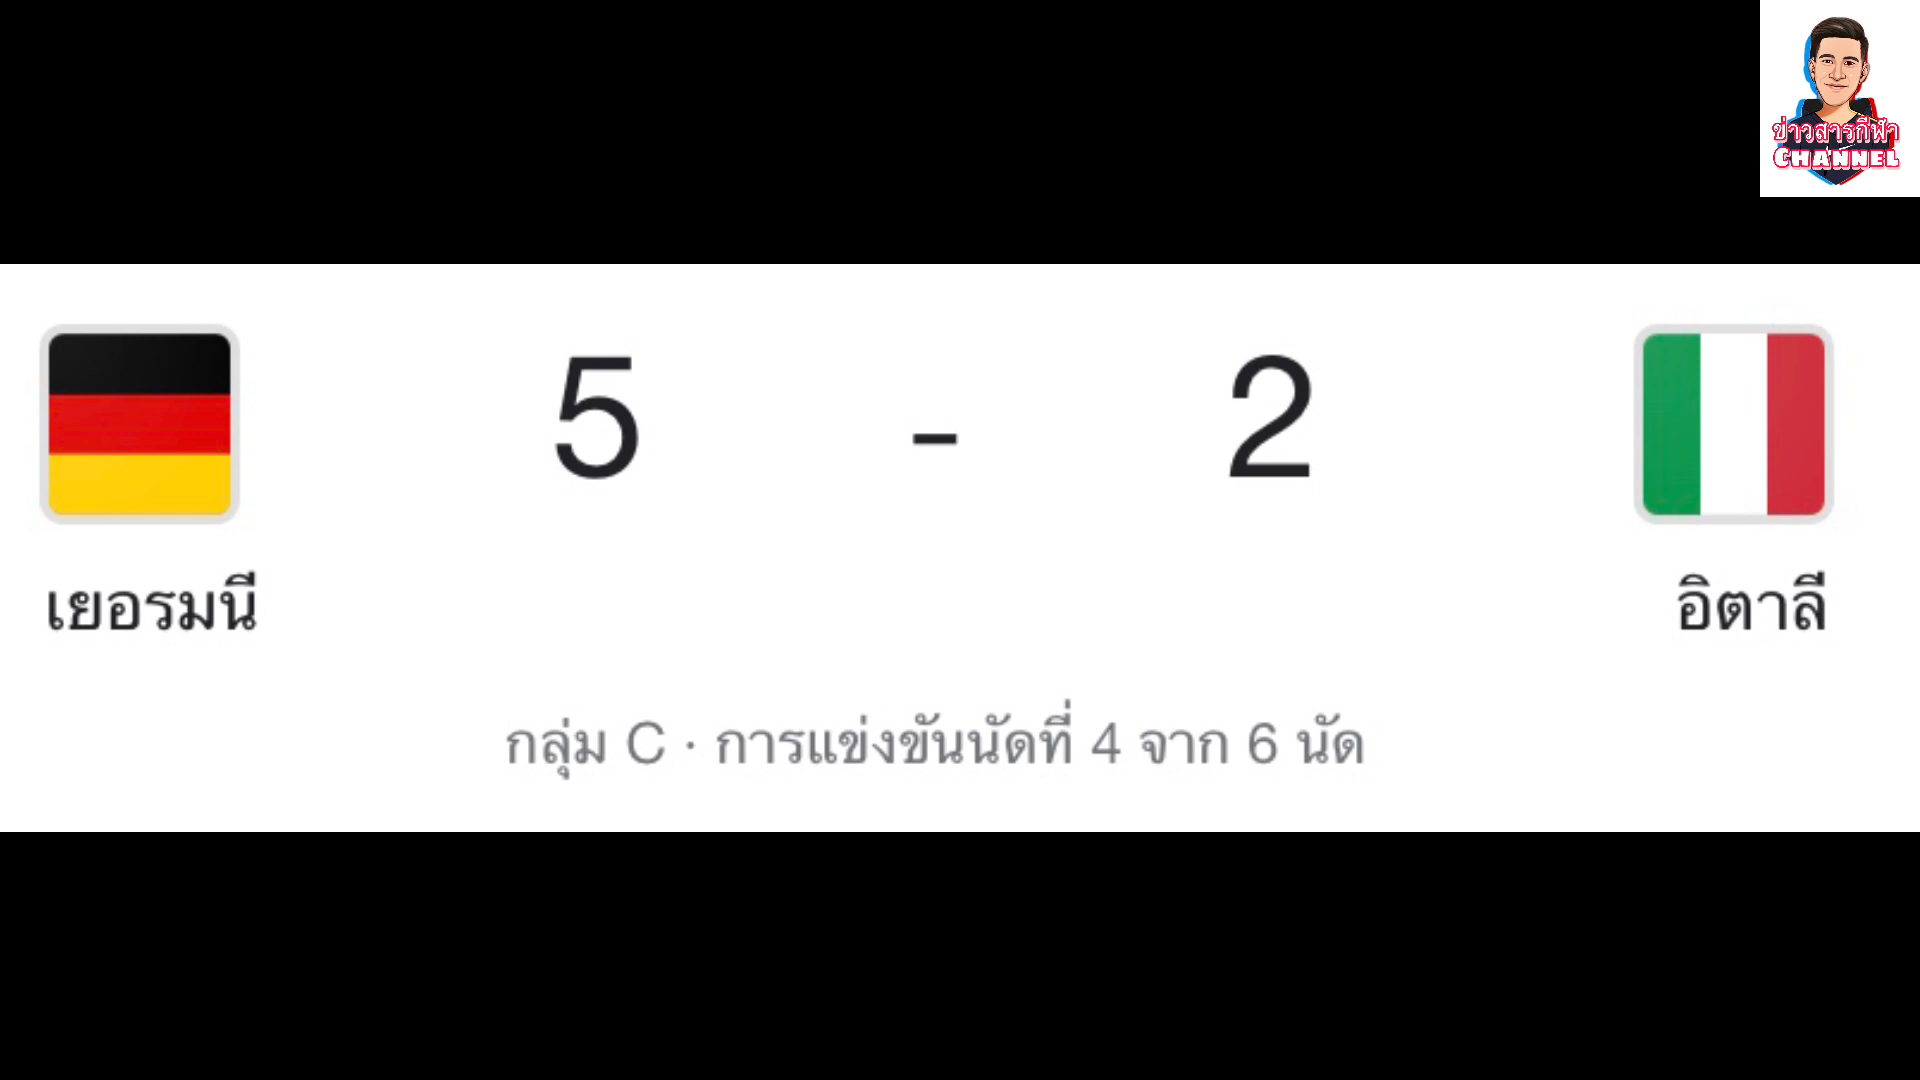 ข่าวสารกีฬา
CHANNEL
5 - 2
เยอรมนี อิตาลี
กลุ่ม C · การแข่งขันนัดที่ 4 จาก 6 นัด